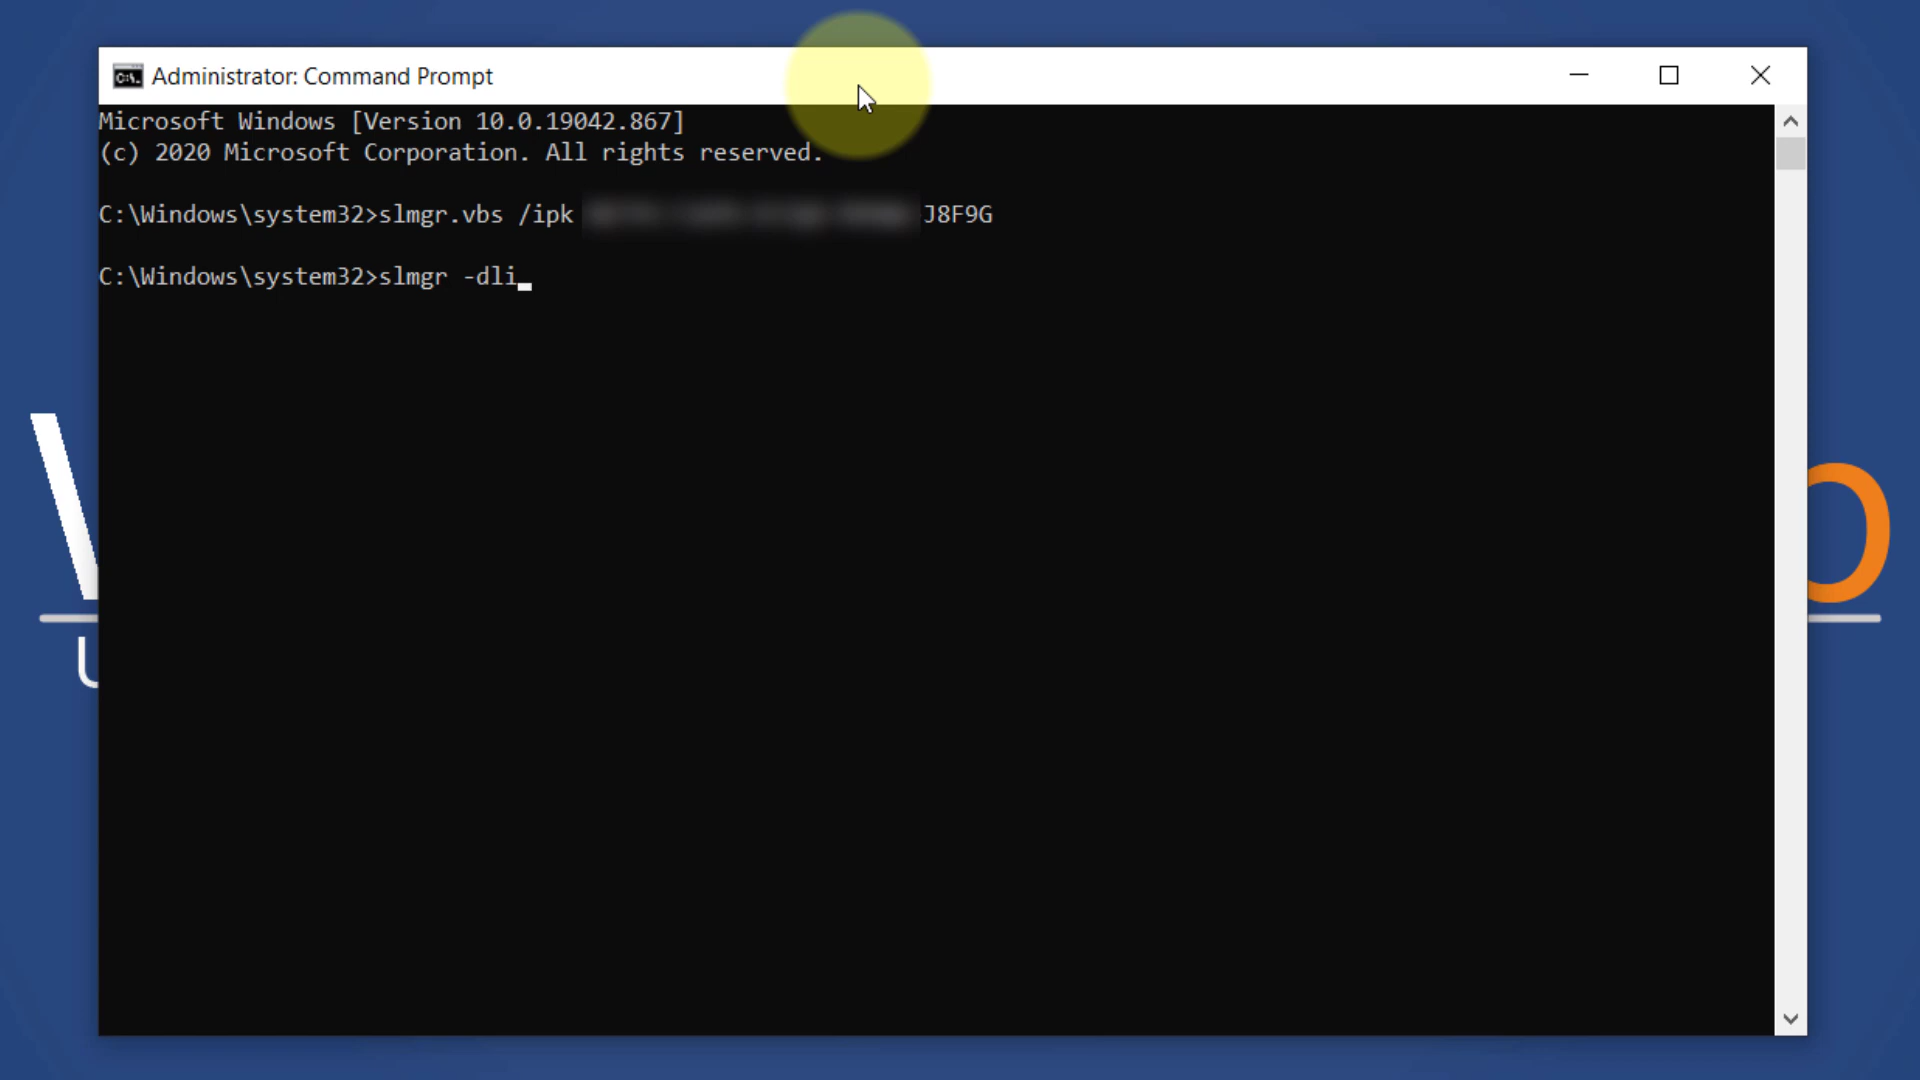 Administrator: Command Prompt
Microsoft Windows [Version 10.0.19042.867]
(c) 2020 Microsoft Corporation. All rights reserved.
C:\Windows\system32>slmgr.vbs /ipk J8F9G
C:\Windows\system32>slmgr -dli